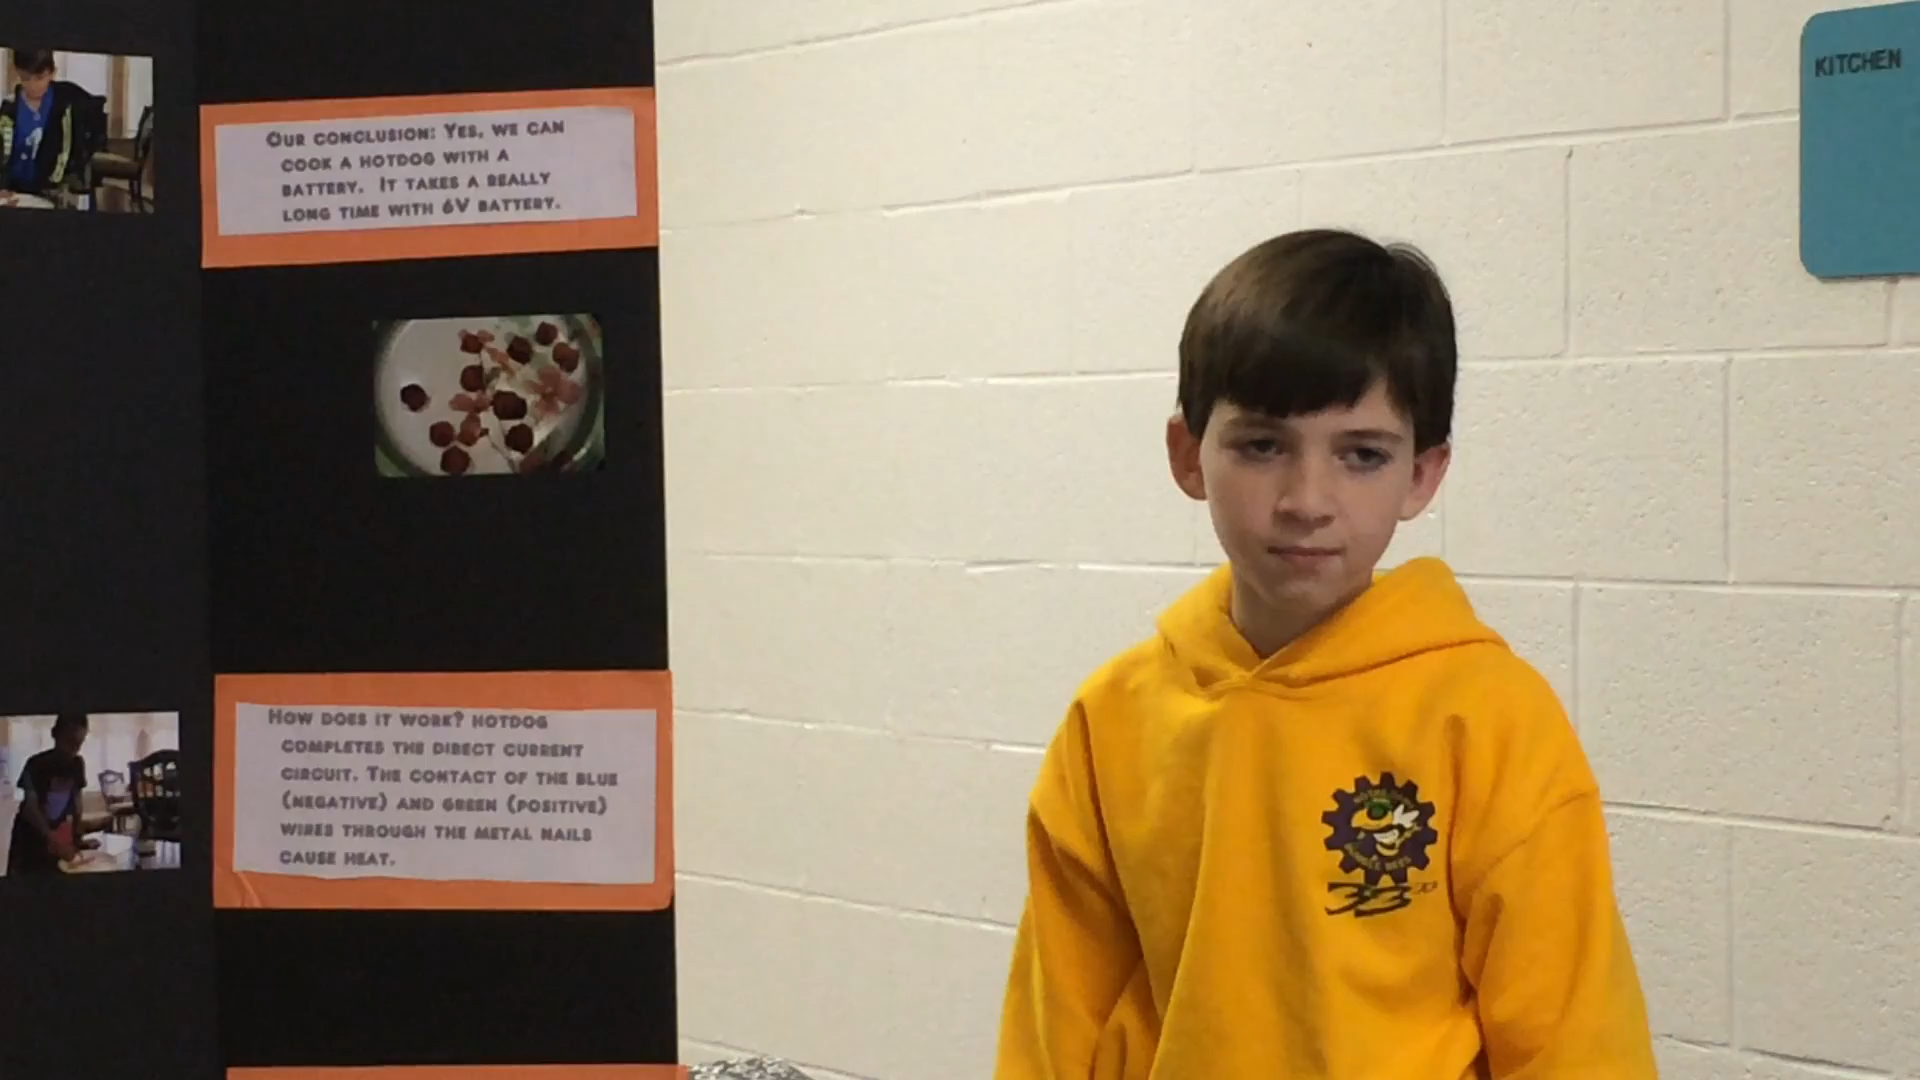 OUR CONCLUSION: YES, WE CAN
COOK A HOTDOG WITH A
BATTERY. IT TAKES A REALLY
LONG TIME WITH 6V BATTERY.
HOW DOES IT WORK? HOTDOG
COMPLETES THE DIRECT CURRENT
CIRCUIT. THE CONTACT OF THE BLUE
(NEGATIVE) AND GREEN (POSITIVE)
WIRES THROUGH THE METAL NAILS
CAUSE HEAT.
KITCHEN
33